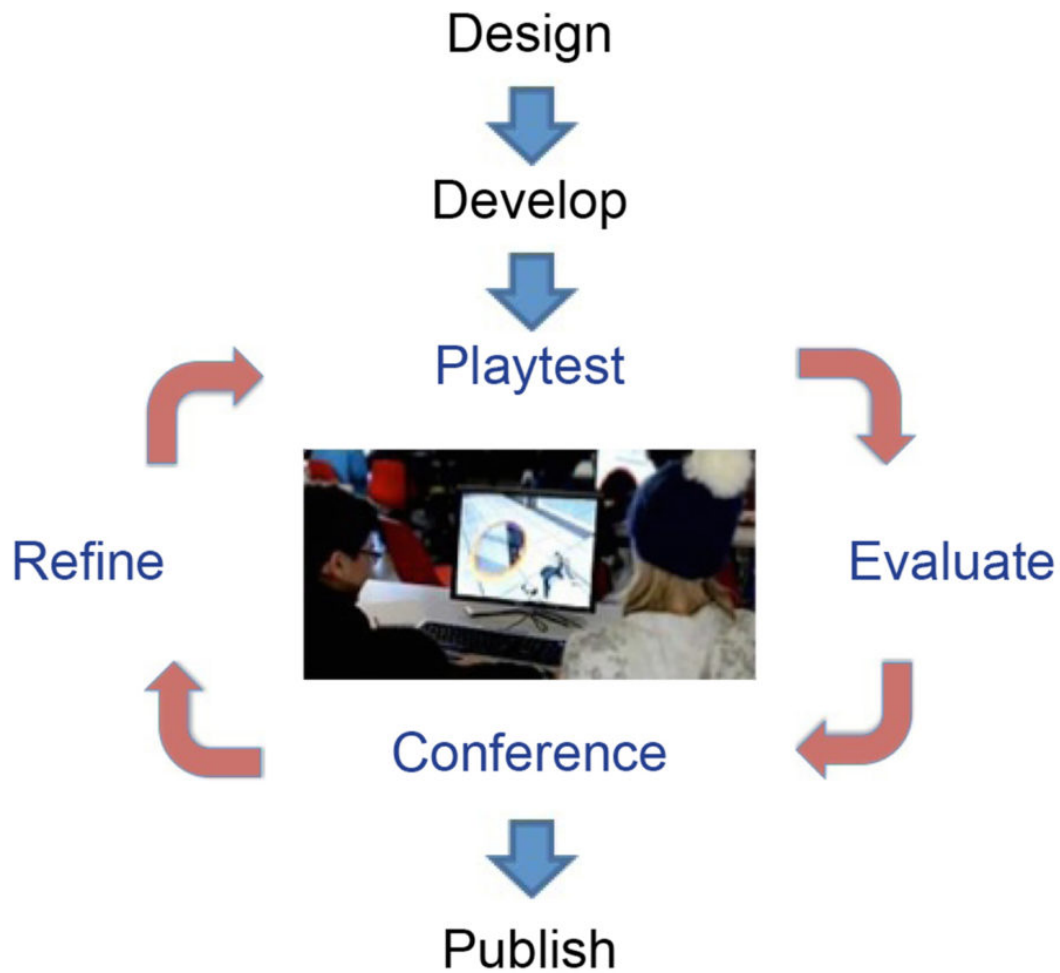 Design
Develop
Playtest
Refine
Evaluate
Conference
Publish